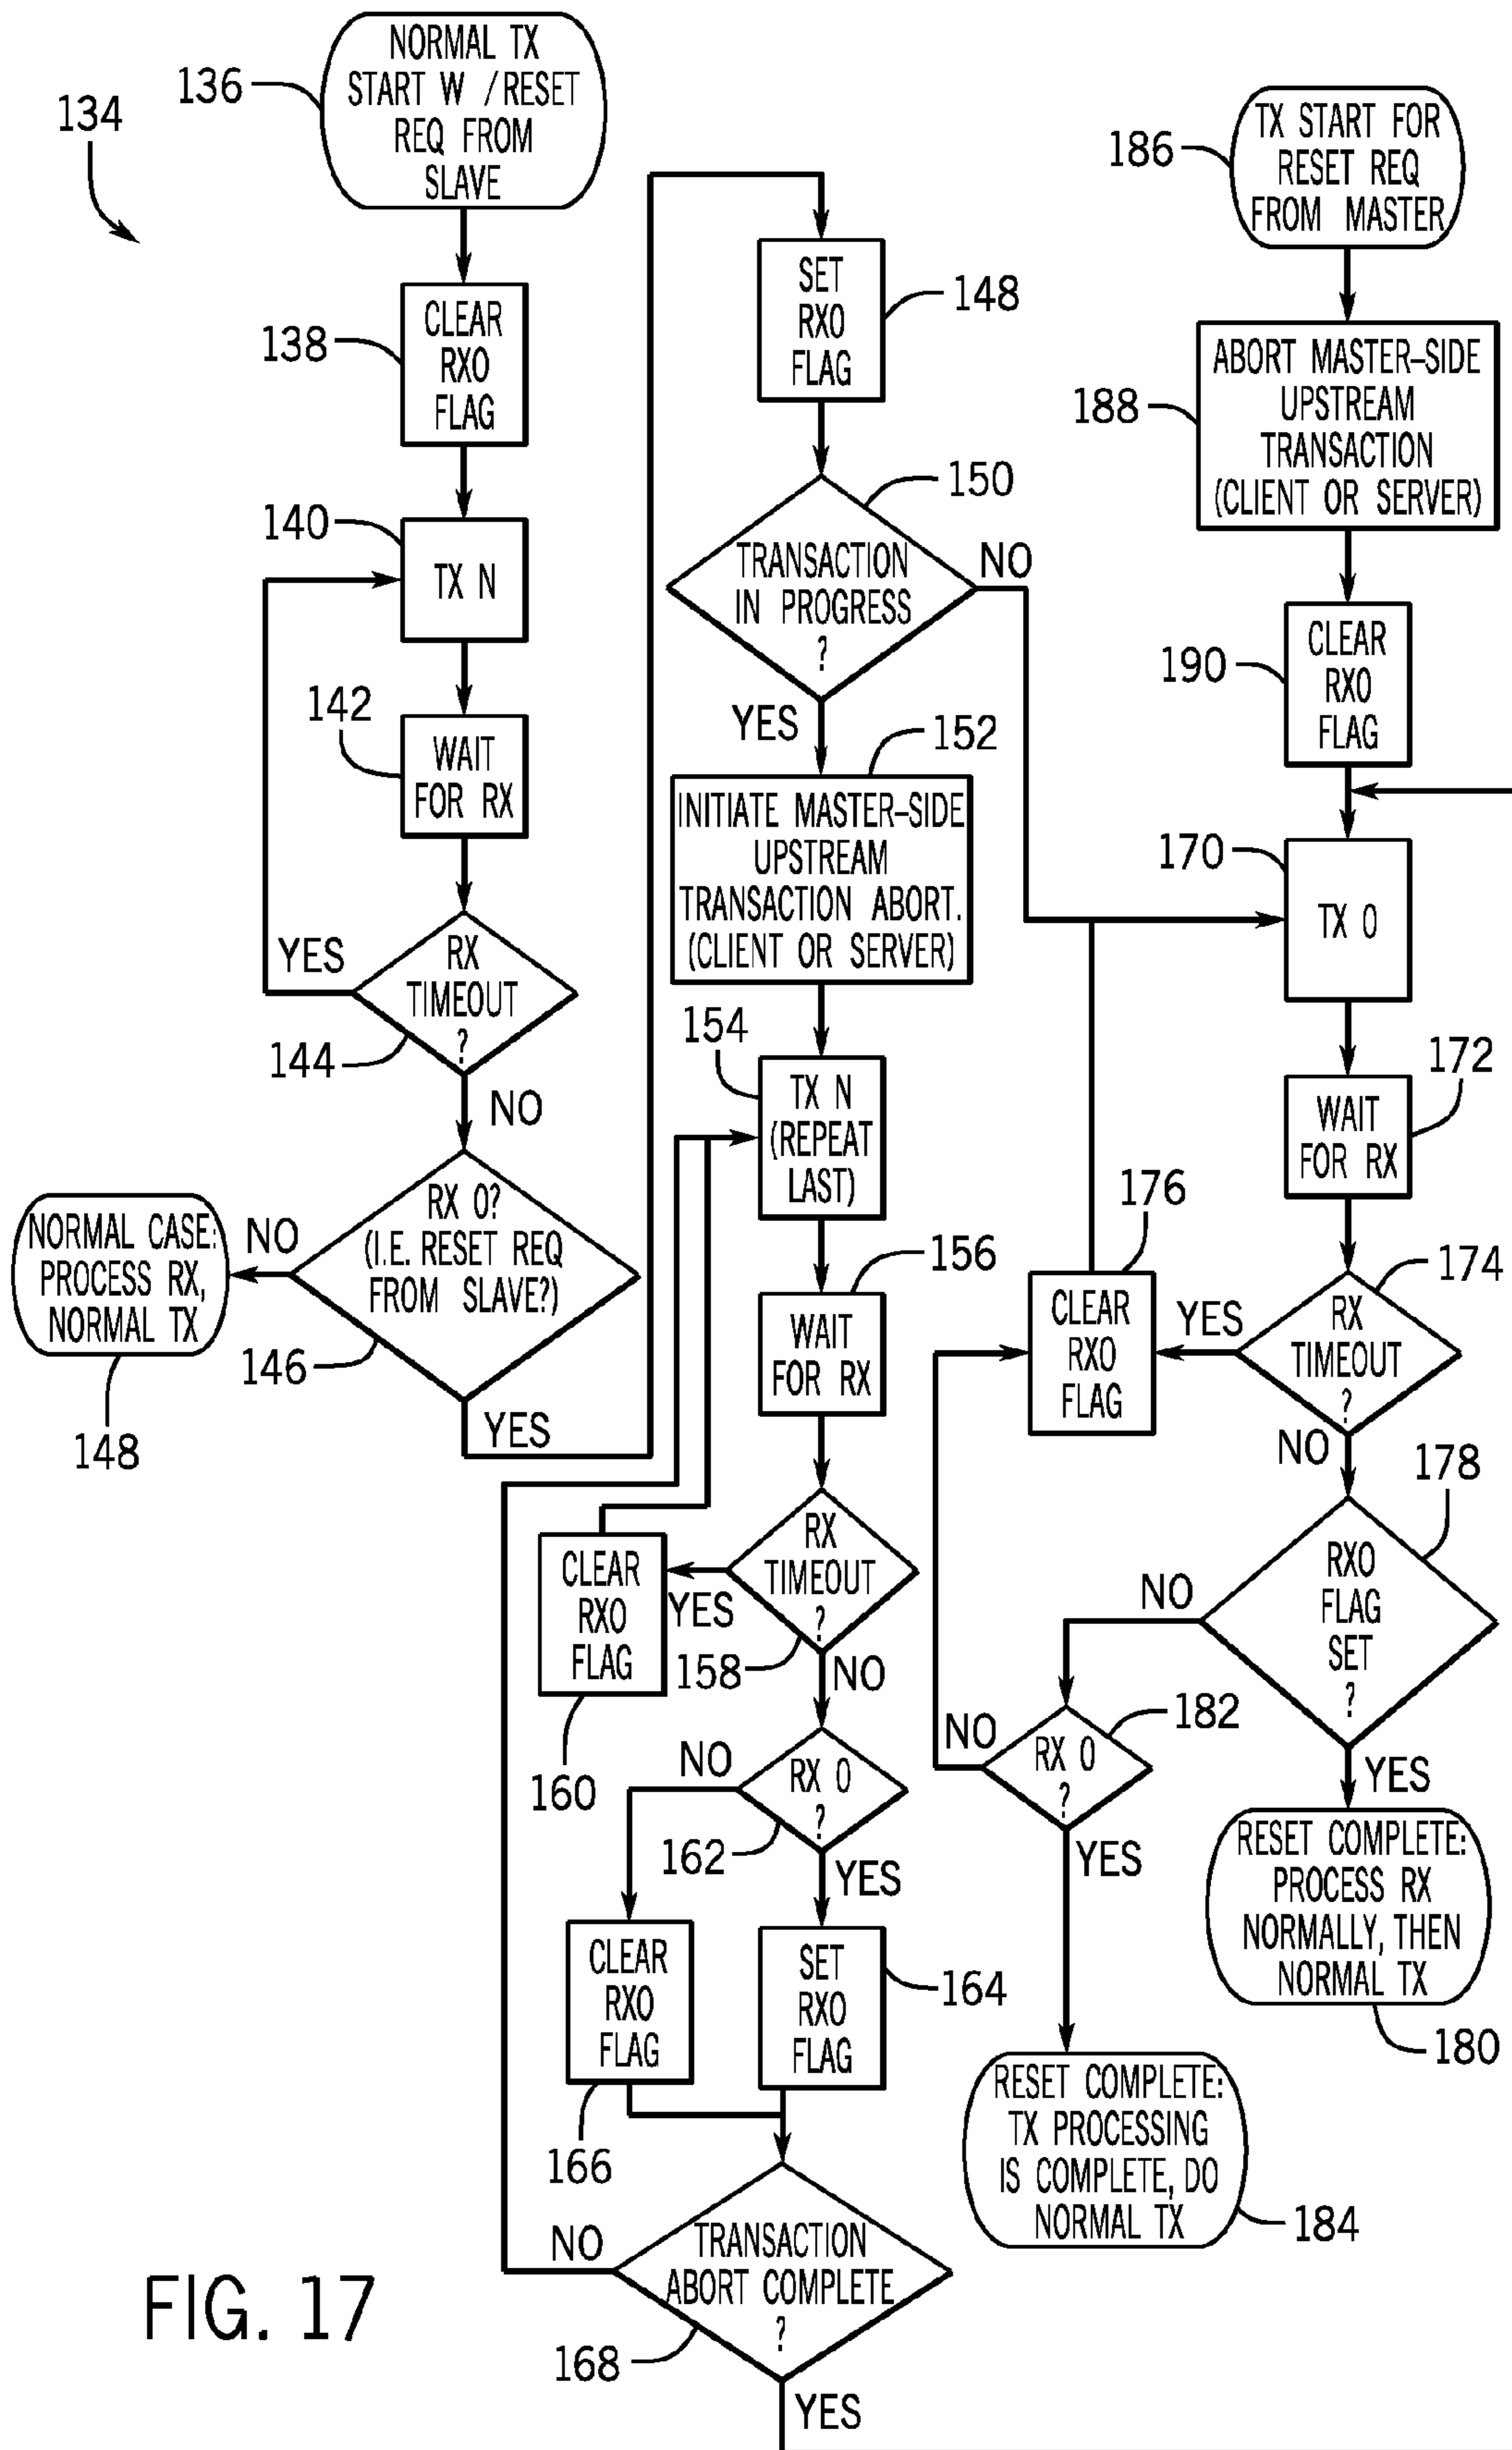 134
136
NORMAL TX
START W / RESET
REQ FROM
SLAVE
138
CLEAR
RXO
FLAG
140
TX N
142
WAIT
FOR RX
YES
RX
TIMEOUT
?
144
NO
RX 0?
(I.E. RESET REQ
FROM SLAVE?)
NO
NORMAL CASE:
PROCESS RX,
NORMAL TX
146
148
YES
SET
RXO
FLAG
148
150
TRANSACTION
IN PROGRESS
?
NO
YES
152
INITIATE MASTER-SIDE
UPSTREAM
TRANSACTION ABORT.
(CLIENT OR SERVER)
154
TX N
(REPEAT
LAST)
156
WAIT
FOR RX
RX
TIMEOUT
?
YES
CLEAR
RXO
FLAG
158
160
NO
RX 0
?
NO
162
YES
CLEAR
RXO
FLAG
166
SET
RXO
FLAG
164
TRANSACTION
ABORT COMPLETE
?
NO
168
YES
186
TX START FOR
RESET REQ
FROM MASTER
188
ABORT MASTER-SIDE
UPSTREAM
TRANSACTION
(CLIENT OR SERVER)
190
CLEAR
RXO
FLAG
170
TX 0
172
WAIT
FOR RX
174
RX
TIMEOUT
?
YES
176
CLEAR
RXO
FLAG
NO
178
RXO
FLAG
SET
?
NO
YES
RESET COMPLETE:
PROCESS RX
NORMALLY, THEN
NORMAL TX
180
182
RX 0
?
NO
YES
RESET COMPLETE:
TX PROCESSING
IS COMPLETE, DO
NORMAL TX
184
FIG. 17